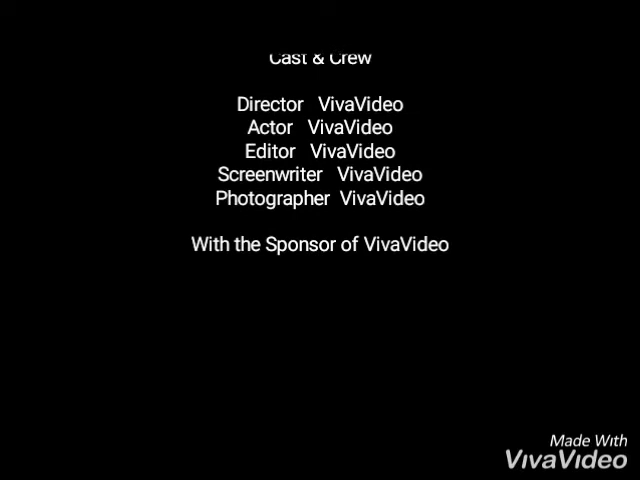 Cast & Crew
Director VivaVideo
Actor VivaVideo
Editor VivaVideo
Screenwriter VivaVideo
Photographer VivaVideo
With the Sponsor of VivaVideo
Made With
VivaVideo